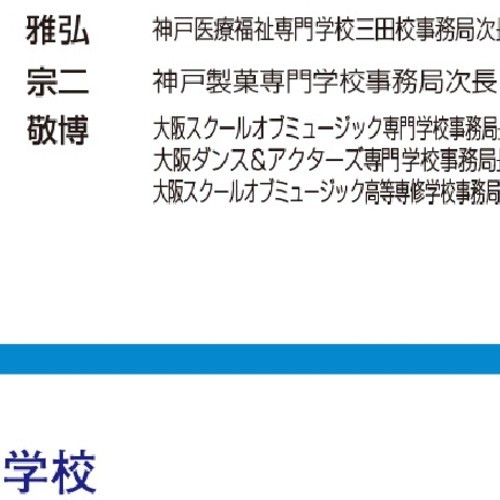 雅弘 神戸医療福祉専門学校三田校事務局次
宗二 神戸製菓専門学校事務局次長
敬博 大阪スクールオブミュージック専門学校事務局
大阪ダンス＆アクターズ専門学校事務局
大阪スクールオブミュージック高等専修学校事務局
学校